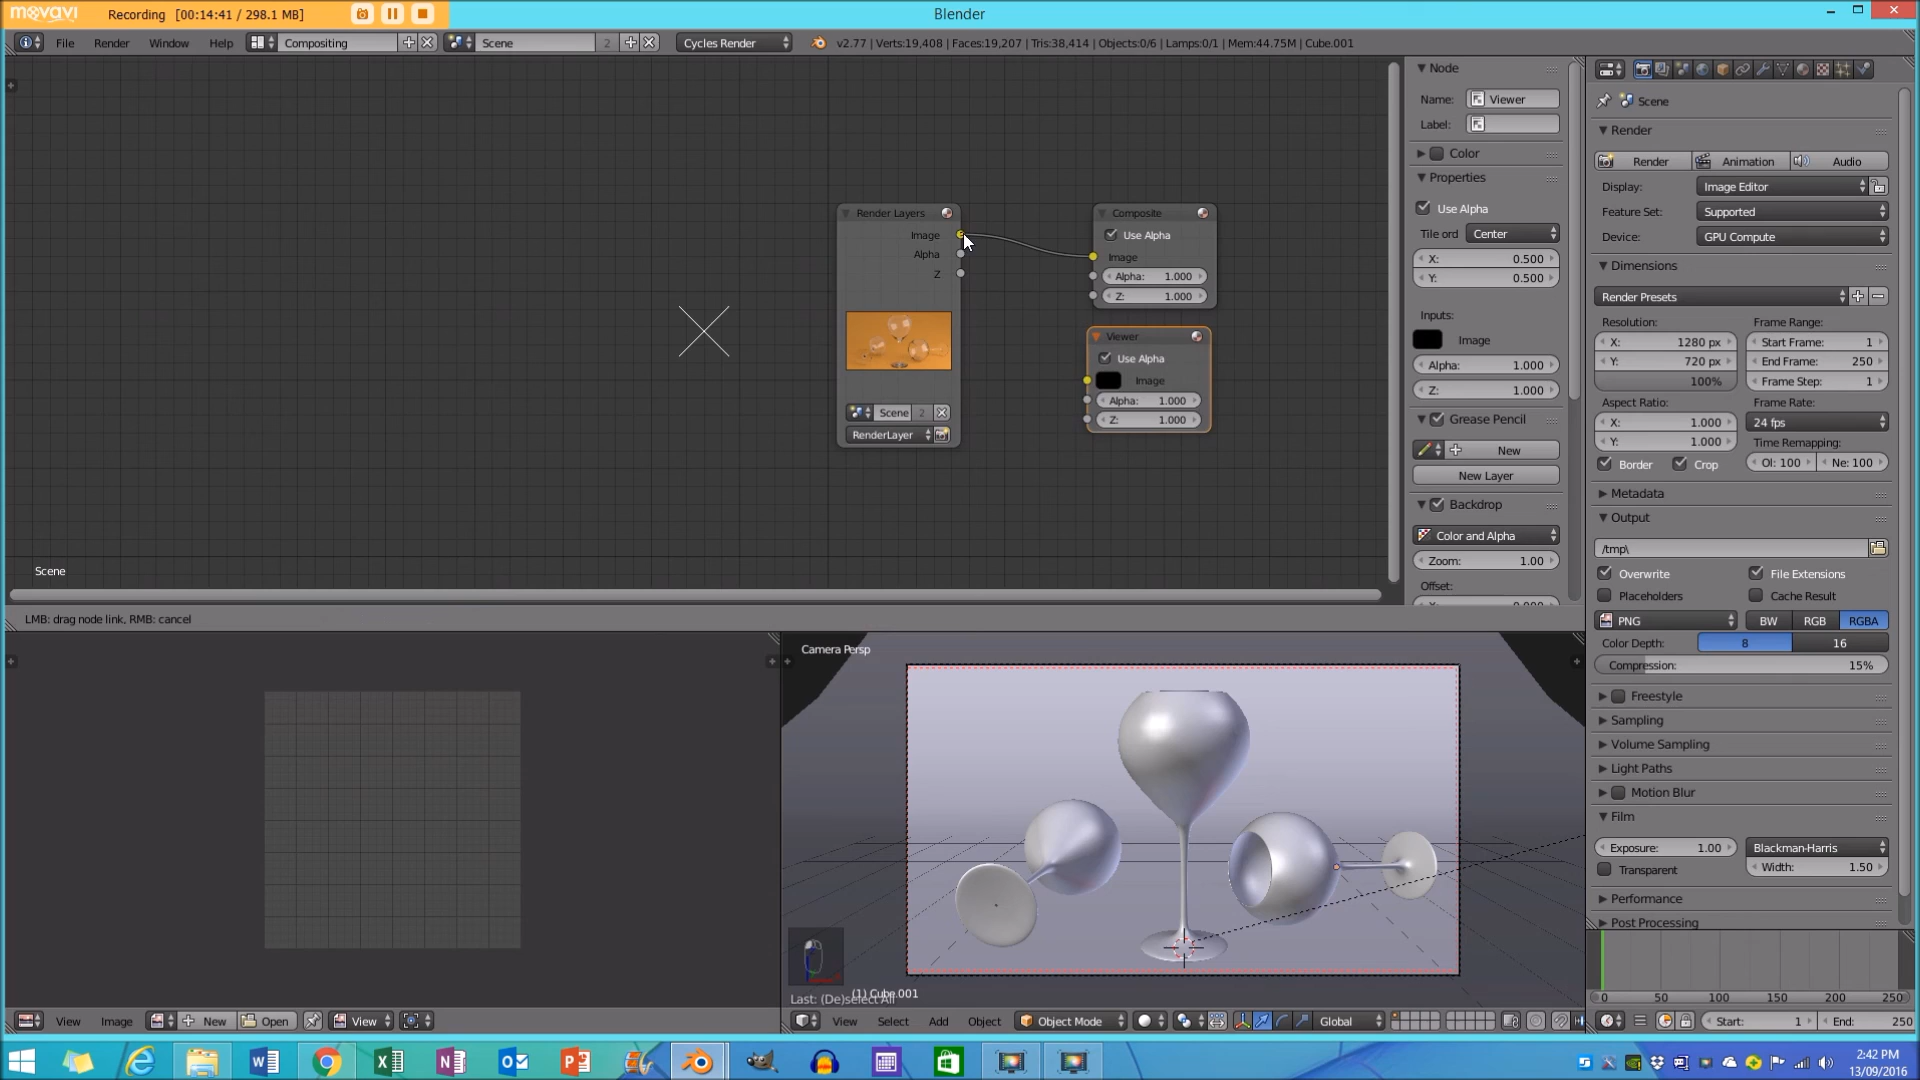 movavi Recording [00:14:41 / 298.1 MB] Blender
File Render Window Help Compositing Scene 2 Cycles Render v2.77 | Verts:19,408 | Faces:19,207 | Tris:38,414 | Objects:0/6 | Lamps:0/1 | Mem:44.75M | Cube.001
Render Layers
Image
Alpha
Z
Scene 2
RenderLayer
Composite
Use Alpha
Image
Alpha: 1.000
Z: 1.000
Viewer
Use Alpha
Image
Alpha: 1.000
Z: 1.000
Scene
Node
Name: Viewer
Label:
Color
Properties
Use Alpha
Tile ord Center
X: 0.500
Y: 0.500
Inputs:
Image
Alpha: 1.000
Z: 1.000
Grease Pencil
New
New Layer
Backdrop
Color and Alpha
Zoom: 1.00
Offset:
Scene
Render
Render Animation Audio
Display: Image Editor
Feature Set: Supported
Device: GPU Compute
Dimensions
Render Presets
Resolution: Frame Range:
X: 1280 px Start Frame: 1
Y: 720 px End Frame: 250
100% Frame Step: 1
Aspect Ratio: Frame Rate:
X: 1.000 24 fps
Y: 1.000 Time Remapping:
Border Crop Ol: 100 Ne: 100
Metadata
Output
/tmp\
Overwrite File Extensions
Placeholders Cache Result
PNG BW RGB RGBA
Color Depth: 8 16
Compression: 15%
Freestyle
Sampling
Volume Sampling
Light Paths
Motion Blur
Film
Exposure: 1.00 Blackman-Harris
Transparent Width: 1.50
Performance
Post Processing
LMB: drag node link, RMB: cancel
Camera Persp
(1) Cube.001
Last: (De)select All
0 50 100 150 200 250
View Image New Open View
View Select Add Object Object Mode Global
Start: 1 End: 250
2:42 PM
13/09/2016